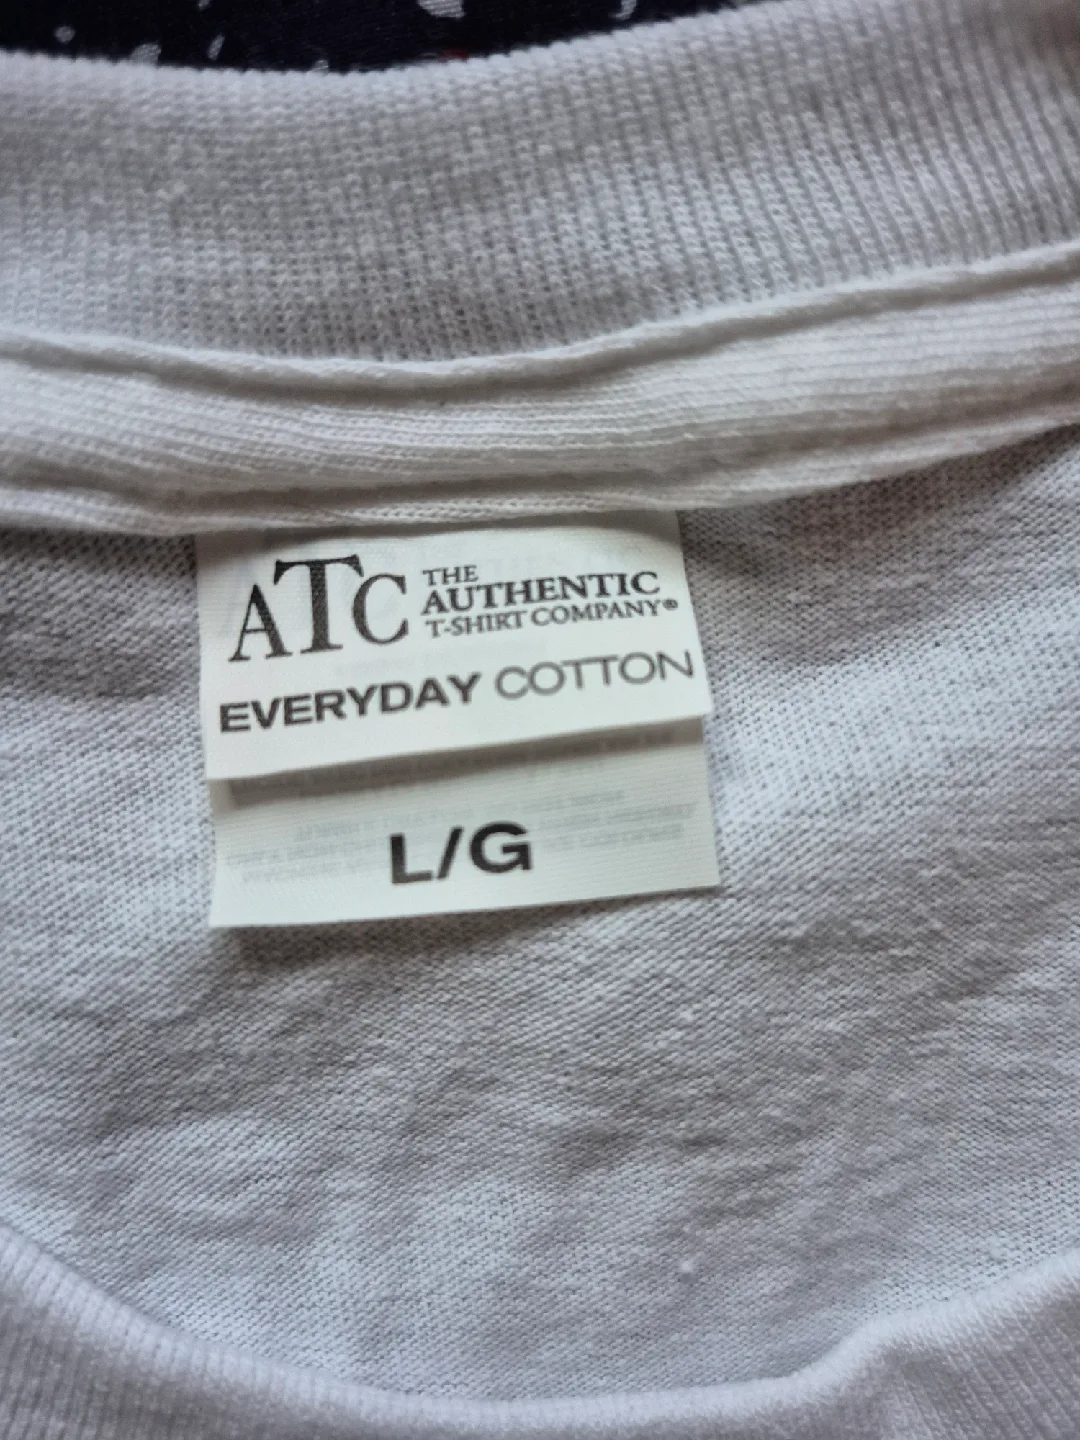 ATC THE
AUTHENTIC
T-SHIRT COMPANY®
EVERYDAY COTTON
L/G